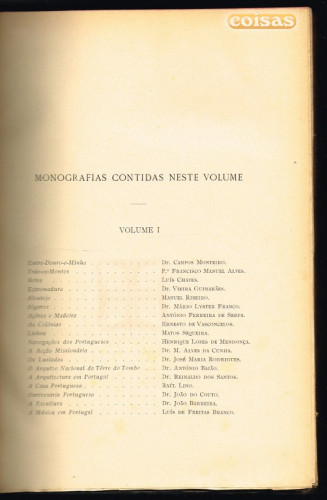 coisas
MONOGRAFIAS CONTIDAS NESTE VOLUME
VOLUME I
Entre-Douro-e-Minho . . . . . . . . Dr. Campos Monteiro.
Trás-os-Montes . . . . . . . . P.e Francisco Manuel Alves.
Beira . . . . . . . . Luís Chaves.
Estremadura . . . . . . . . Dr. Vieira Guimarães.
Alentejo . . . . . . . . Manuel Ribeiro.
Algarve . . . . . . . . Dr. Mário Lyster Franco.
Açôres e Madeira . . . . . . . . António Ferreira de Serpa.
As Colónias . . . . . . . . Ernesto de Vasconcelos.
Lisboa . . . . . . . . Matos Sequeira.
Navegações dos Portugueses . . . . . . . . Henrique Lopes de Mendonça.
A Acção Missionária . . . . . . . . Dr. M. Alves da Cunha.
Os Lusíadas . . . . . . . . Dr. José Maria Rodrigues.
O Arquivo Nacional da Tôrre do Tombo . . Dr. António Baião.
A Arquitectura em Portugal . . . . . . . . Dr. Reinaldo dos Santos.
A Casa Portuguesa . . . . . . . . Raúl Lino.
Ourivesaria Portuguesa . . . . . . . . Dr. João do Couto.
A Escultura . . . . . . . . Dr. João Barreira.
A Música em Portugal . . . . . . . . Luís de Freitas Branco.